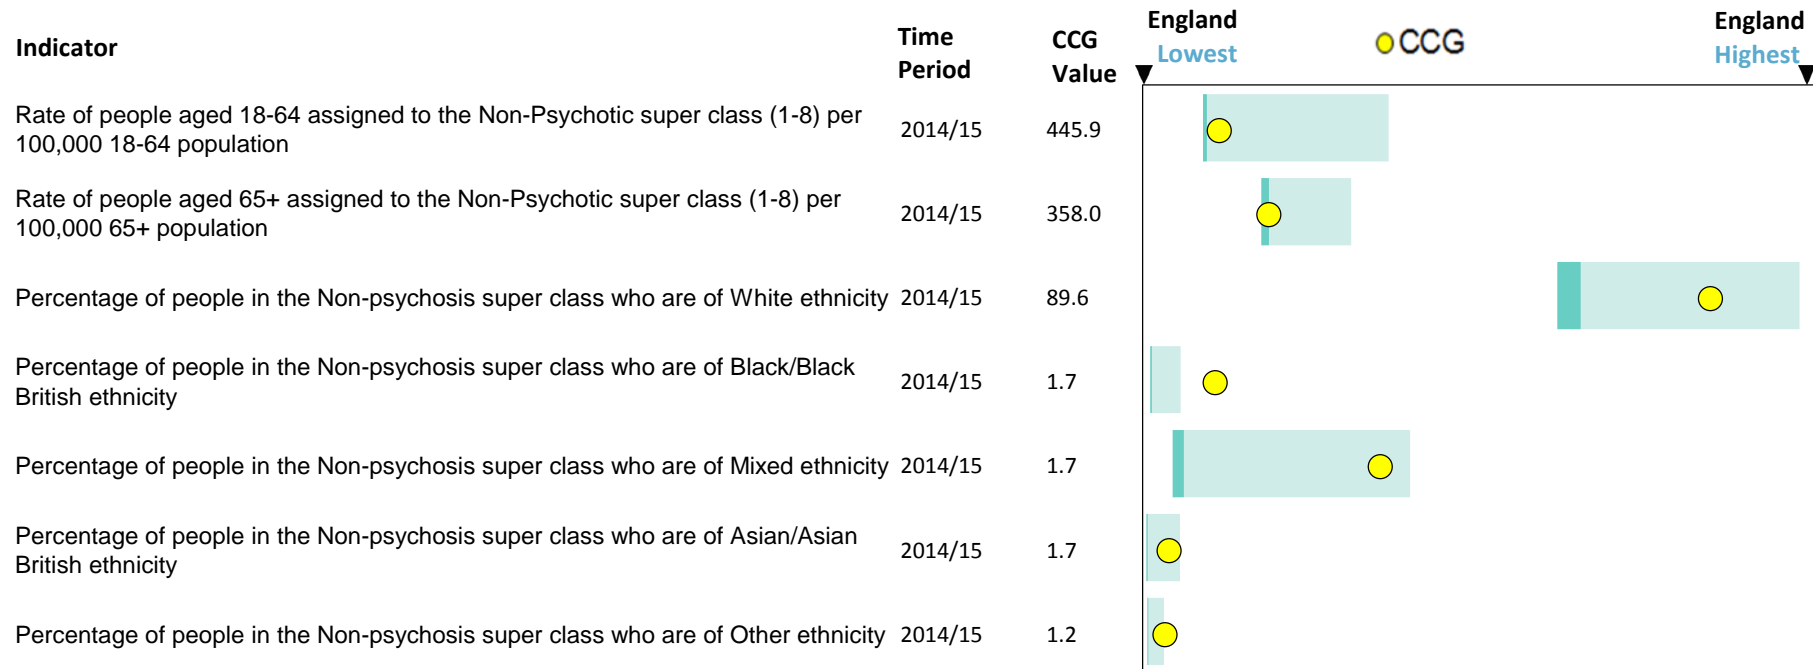 Indicator
Time
Period
CCG
Value
England
Lowest
CCG
England
Highest
Rate of people aged 18-64 assigned to the Non-Psychotic super class (1-8) per
100,000 18-64 population
2014/15
445.9
Rate of people aged 65+ assigned to the Non-Psychotic super class (1-8) per
100,000 65+ population
2014/15
358.0
Percentage of people in the Non-psychosis super class who are of White ethnicity
2014/15
89.6
Percentage of people in the Non-psychosis super class who are of Black/Black
British ethnicity
2014/15
1.7
Percentage of people in the Non-psychosis super class who are of Mixed ethnicity
2014/15
1.7
Percentage of people in the Non-psychosis super class who are of Asian/Asian
British ethnicity
2014/15
1.7
Percentage of people in the Non-psychosis super class who are of Other ethnicity
2014/15
1.2